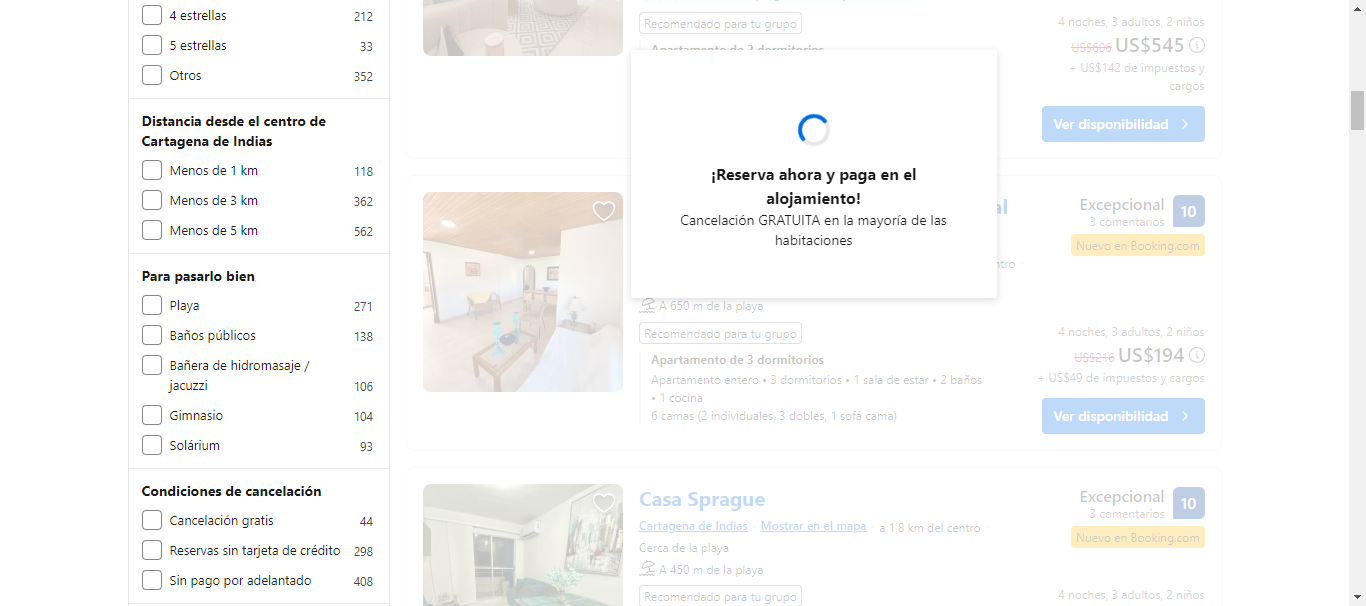 4 estrellas 212
5 estrellas 33
Otros 352
Distancia desde el centro de
Cartagena de Indias
Menos de 1 km 118
Menos de 3 km 362
Menos de 5 km 562
Para pasarlo bien
Playa 271
Baños públicos 138
Bañera de hidromasaje /
jacuzzi 106
Gimnasio 104
Solárium 93
Condiciones de cancelación
Cancelación gratis 44
Reservas sin tarjeta de crédito 298
Sin pago por adelantado 408
Recomendado para tu grupo
Apartamento de 2 dormitorios
4 noches, 3 adultos, 2 niños
US$606 US$545
+ US$142 de impuestos y
cargos
Ver disponibilidad
¡Reserva ahora y paga en el
alojamiento!
Cancelación GRATUITA en la mayoría de las
habitaciones
Excepcional 10
3 comentarios
Nuevo en Booking.com
A 650 m de la playa
Recomendado para tu grupo
Apartamento de 3 dormitorios
Apartamento entero • 3 dormitorios • 1 sala de estar • 2 baños
• 1 cocina
6 camas (2 individuales, 3 dobles, 1 sofá cama)
4 noches, 3 adultos, 2 niños
US$216 US$194
+ US$49 de impuestos y cargos
Ver disponibilidad
Casa Sprague
Cartagena de Indias Mostrar en el mapa a 1,8 km del centro
Cerca de la playa
A 450 m de la playa
Recomendado para tu grupo
Excepcional 10
3 comentarios
Nuevo en Booking.com
4 noches, 3 adultos, 2 niños